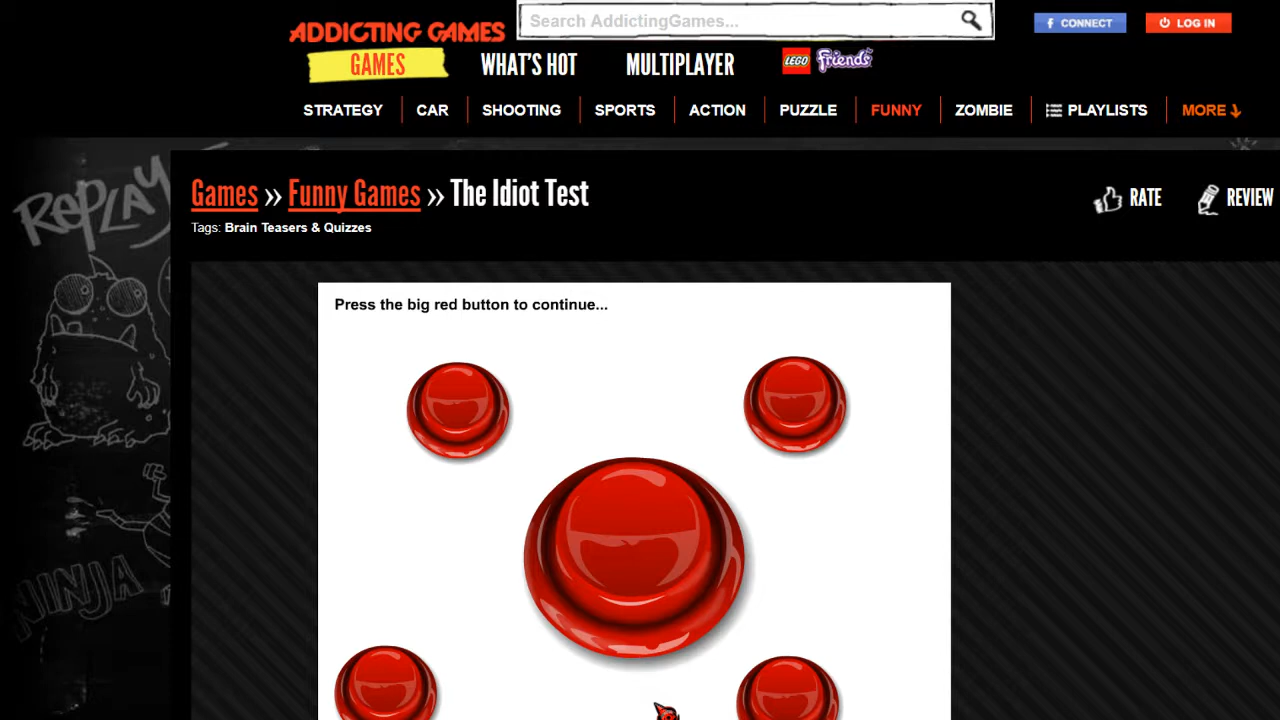 ADDICTING GAMES
Search AddictingGames...
f CONNECT
LOG IN
GAMES
WHAT'S HOT
MULTIPLAYER
LEGO Friends
STRATEGY
CAR
SHOOTING
SPORTS
ACTION
PUZZLE
FUNNY
ZOMBIE
PLAYLISTS
MORE
REPLAY
Games » Funny Games » The Idiot Test
RATE
REVIEW
Tags: Brain Teasers & Quizzes
Press the big red button to continue...
NINJA